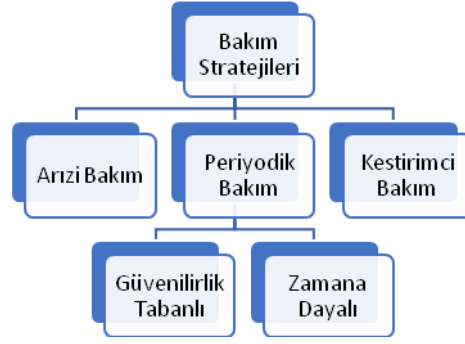 Bakım
Stratejileri
Arızi Bakım
Periyodik
Bakım
Kestirimci
Bakım
Güvenilirlik
Tabanlı
Zamana
Dayalı